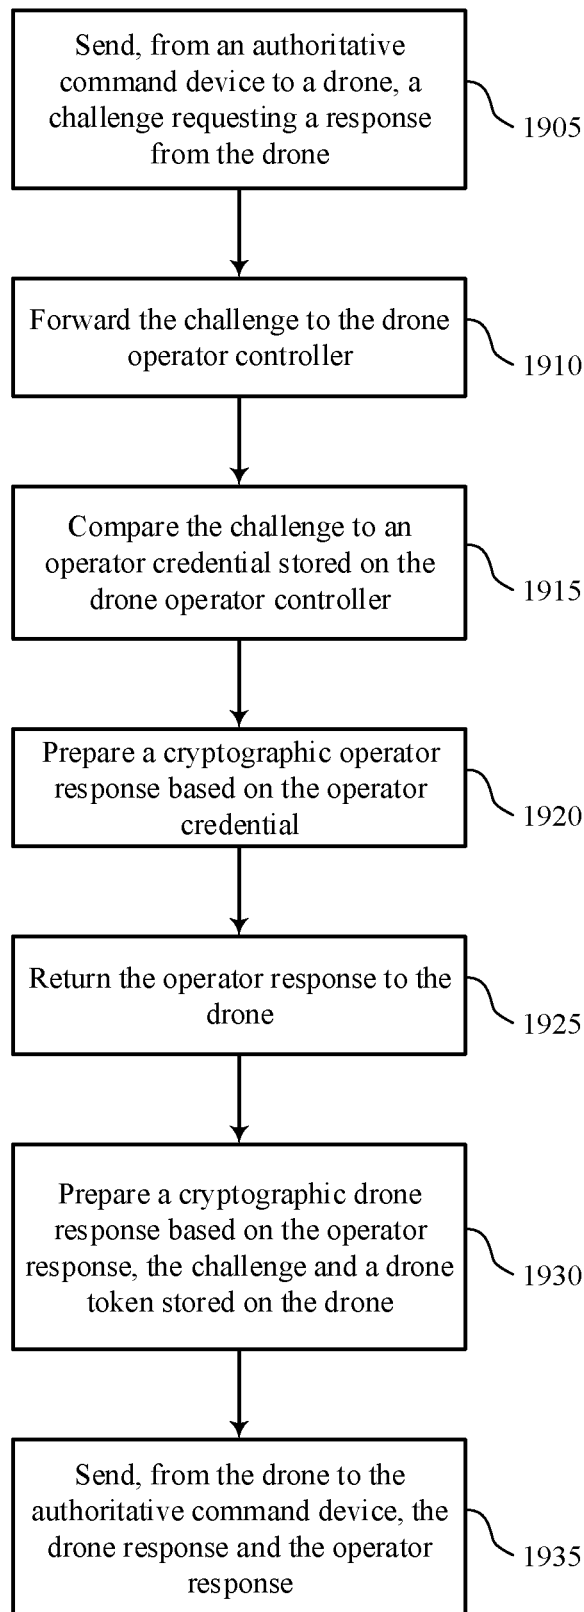 Send, from an authoritative
command device to a drone, a
challenge requesting a response
from the drone
1905
Forward the challenge to the drone
operator controller
1910
Compare the challenge to an
operator credential stored on the
drone operator controller
1915
Prepare a cryptographic operator
response based on the operator
credential
1920
Return the operator response to the
drone
1925
Prepare a cryptographic drone
response based on the operator
response, the challenge and a drone
token stored on the drone
1930
Send, from the drone to the
authoritative command device, the
drone response and the operator
response
1935